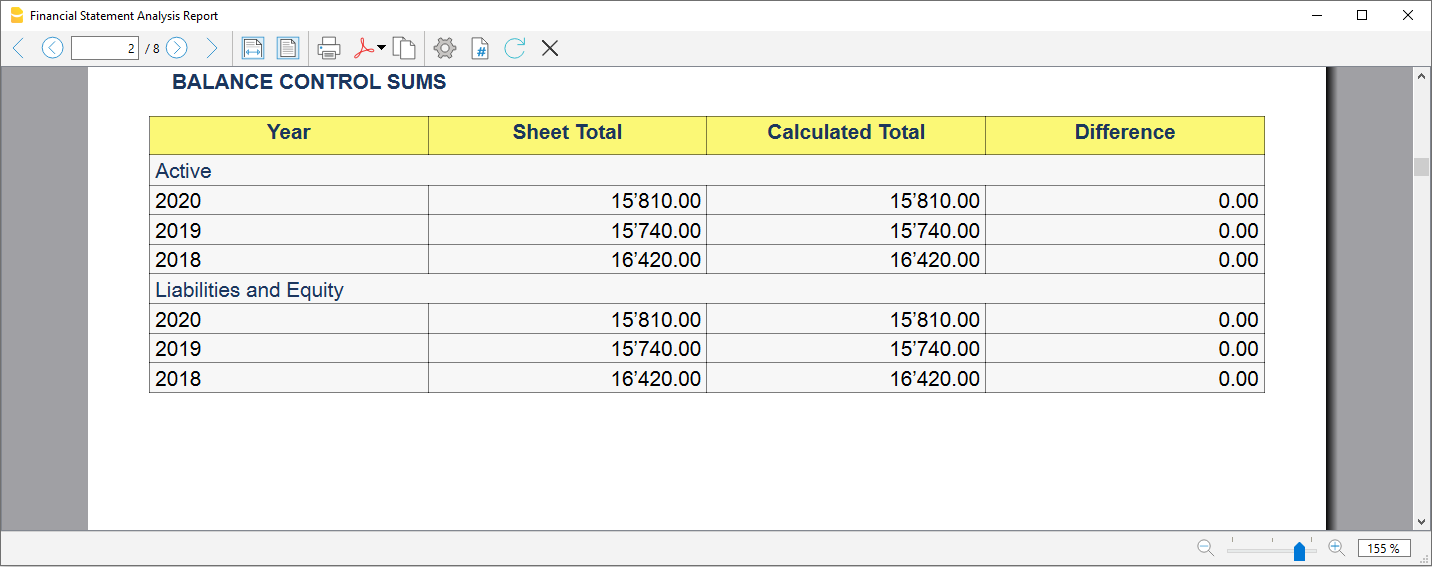 Financial Statement Analysis Report
2 / 8
#
BALANCE CONTROL SUMS
Year Sheet Total Calculated Total Difference
Active
2020 15’810.00 15’810.00 0.00
2019 15’740.00 15’740.00 0.00
2018 16’420.00 16’420.00 0.00
Liabilities and Equity
2020 15’810.00 15’810.00 0.00
2019 15’740.00 15’740.00 0.00
2018 16’420.00 16’420.00 0.00
155 %